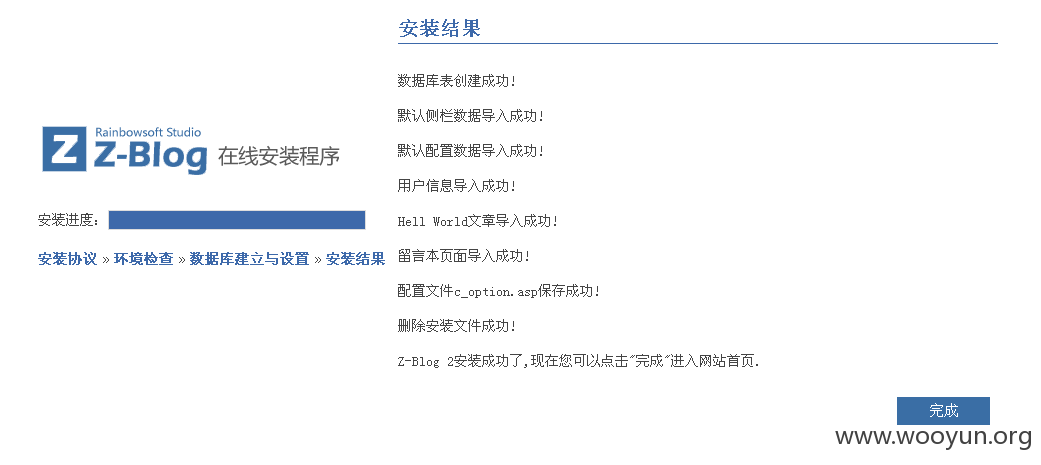 安装结果
数据库表创建成功!
默认侧栏数据导入成功!
默认配置数据导入成功!
用户信息导入成功!
Hell World文章导入成功!
留言本页面导入成功!
配置文件c_option.asp保存成功!
删除安装文件成功!
Z-Blog 2安装成功了,现在您可以点击"完成"进入网站首页.
Z
Rainbowsoft Studio
Z-Blog 在线安装程序
安装进度:
安装协议 » 环境检查 » 数据库建立与设置 » 安装结果
完成
www.wooyun.org